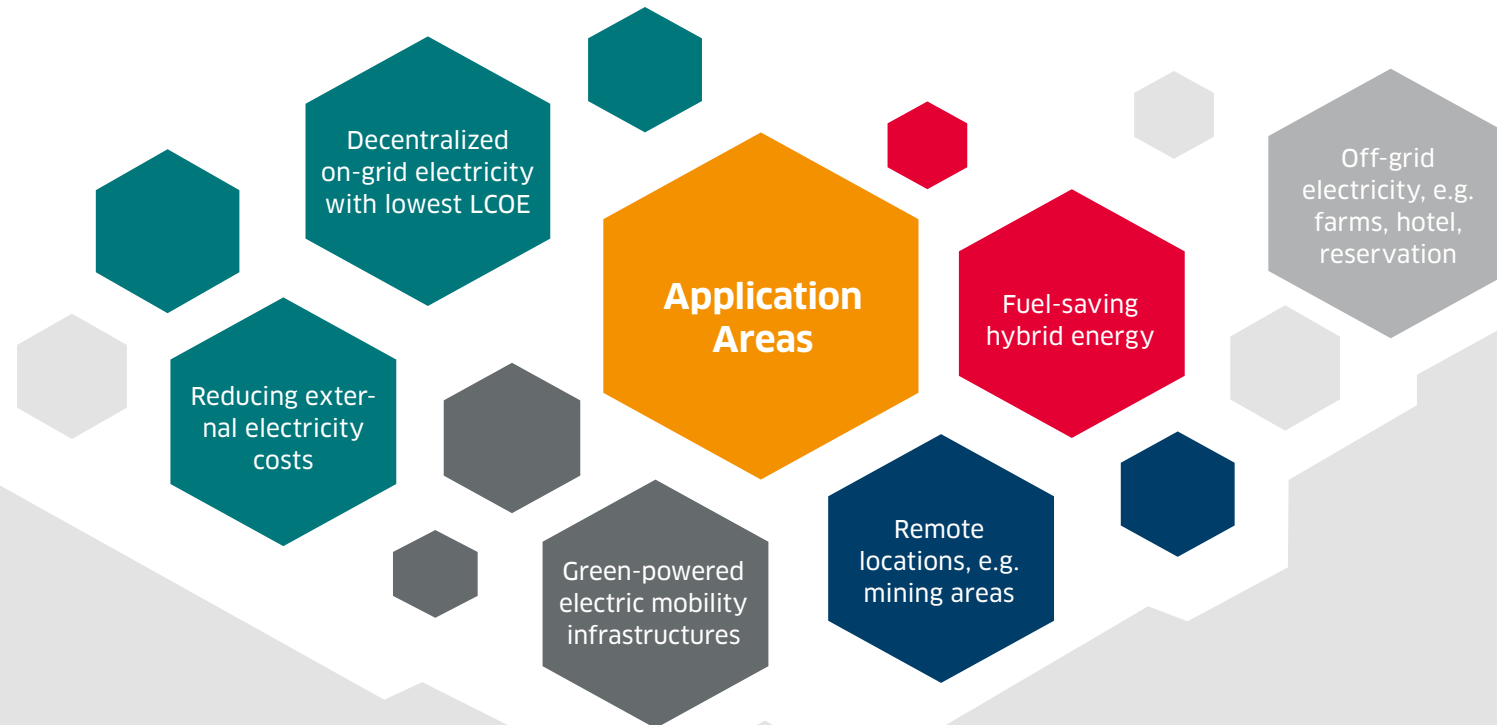 Decentralized
on-grid electricity
with lowest LCOE
Application
Areas
Off-grid
electricity, e.g.
farms, hotel,
reservation
Fuel-saving
hybrid energy
Reducing exter-
nal electricity
costs
Remote
locations, e.g.
mining areas
Green-powered
electric mobility
infrastructures